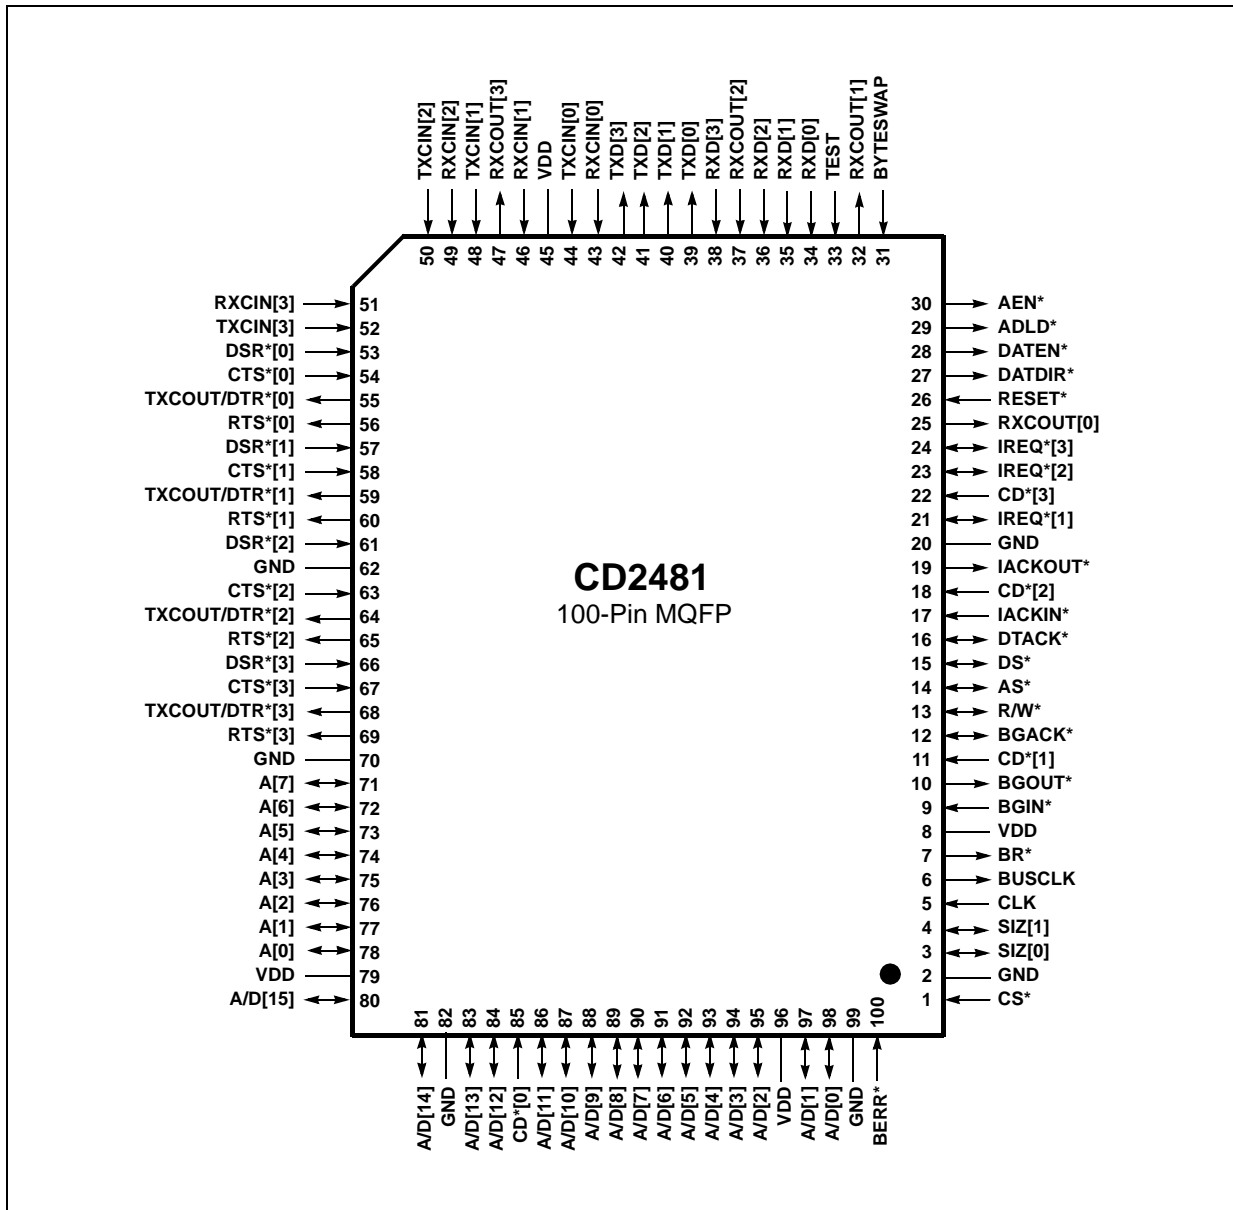 TXCIN[2]
RXCIN[2]
TXCIN[1]
RXCOUT[3]
RXCIN[1]
VDD
TXCIN[0]
RXCIN[0]
TXD[3]
TXD[2]
TXD[1]
TXD[0]
RXD[3]
RXCOUT[2]
RXD[2]
RXD[1]
RXD[0]
TEST
RXCOUT[1]
BYTESWAP
50
49
48
47
46
45
44
43
42
41
40
39
38
37
36
35
34
33
32
31
RXCIN[3] 51
TXCIN[3] 52
DSR*[0] 53
CTS*[0] 54
TXCOUT/DTR*[0] 55
RTS*[0] 56
DSR*[1] 57
CTS*[1] 58
TXCOUT/DTR*[1] 59
RTS*[1] 60
DSR*[2] 61
GND 62
CTS*[2] 63
TXCOUT/DTR*[2] 64
RTS*[2] 65
DSR*[3] 66
CTS*[3] 67
TXCOUT/DTR*[3] 68
RTS*[3] 69
GND 70
A[7] 71
A[6] 72
A[5] 73
A[4] 74
A[3] 75
A[2] 76
A[1] 77
A[0] 78
VDD 79
A/D[15] 80
CD2481
100-Pin MQFP
30 AEN*
29 ADLD*
28 DATEN*
27 DATDIR*
26 RESET*
25 RXCOUT[0]
24 IREQ*[3]
23 IREQ*[2]
22 CD*[3]
21 IREQ*[1]
20 GND
19 IACKOUT*
18 CD*[2]
17 IACKIN*
16 DTACK*
15 DS*
14 AS*
13 R/W*
12 BGACK*
11 CD*[1]
10 BGOUT*
9 BGIN*
8 VDD
7 BR*
6 BUSCLK
5 CLK
4 SIZ[1]
3 SIZ[0]
2 GND
1 CS*
81
82
83
84
85
86
87
88
89
90
91
92
93
94
95
96
97
98
99
100
A/D[14]
GND
A/D[13]
A/D[12]
CD*[0]
A/D[11]
A/D[10]
A/D[9]
A/D[8]
A/D[7]
A/D[6]
A/D[5]
A/D[4]
A/D[3]
A/D[2]
VDD
A/D[1]
A/D[0]
GND
BERR*